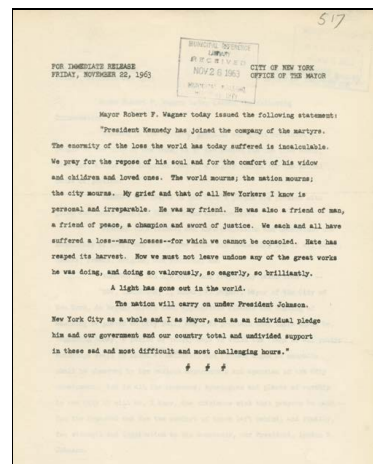 517
MUNICIPAL REFERENCE
LIBRARY
RECEIVED
NOV 26 1963
FOR IMMEDIATE RELEASE
FRIDAY, NOVEMBER 22, 1963
CITY OF NEW YORK
OFFICE OF THE MAYOR
Mayor Robert F. Wagner today issued the following statement:
"President Kennedy has joined the company of the martyrs.
The enormity of the loss the world has today suffered is incalculable.
We pray for the repose of his soul and for the comfort of his widow
and children and loved ones. The world mourns; the nation mourns;
the city mourns. My grief and that of all New Yorkers I know is
personal and irreparable. He was my friend. He was also a friend of man,
a friend of peace, a champion and sword of justice. We each and all have
suffered a loss--many losses--for which we cannot be consoled. Hate has
reaped its harvest. Now we must not leave undone any of the great works
he was doing, and doing so valorously, so eagerly, so brilliantly.
A light has gone out in the world.
The nation will carry on under President Johnson.
New York City as a whole and I as Mayor, and as an individual pledge
him and our government and our country total and undivided support
in these sad and most difficult and most challenging hours."
# # #